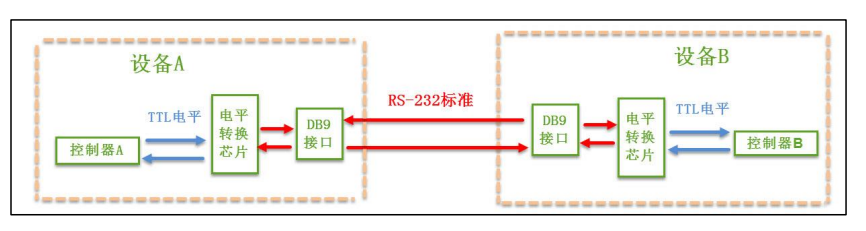 设备A
设备B
RS-232标准
TTL电平
电平
转换
芯片
DB9
接口
控制器A
DB9
接口
电平
转换
芯片
TTL电平
控制器B